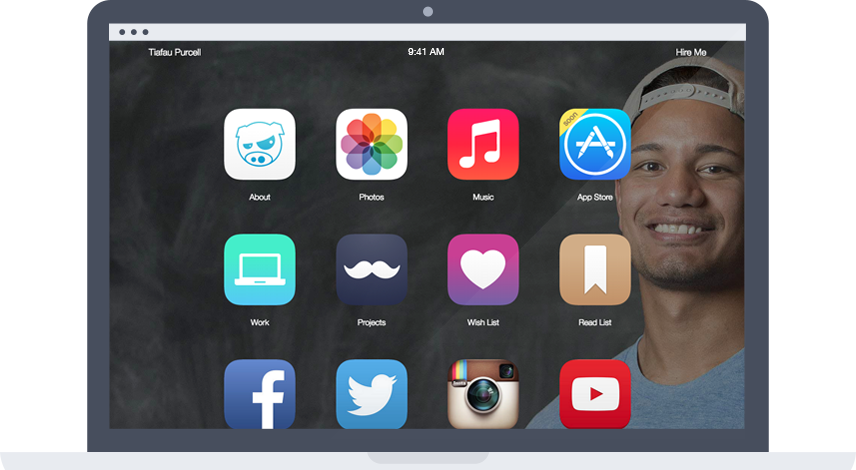 Tiafau Purcell
9:41 AM
Hire Me
soon
About
Photos
Music
App Store
Work
Projects
Wish List
Read List